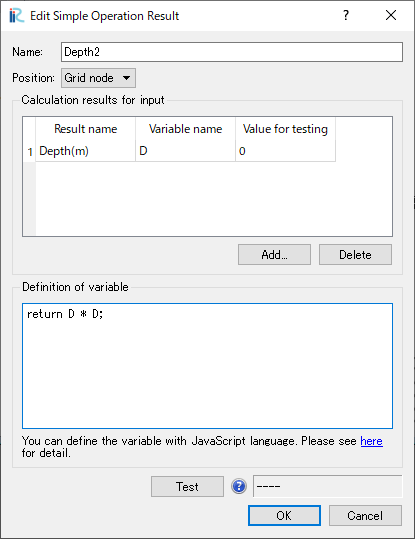 Edit Simple Operation Result
Name: Depth2
Position: Grid node
Calculation results for input
Result name Variable name Value for testing
1 Depth(m) D 0
Add... Delete
Definition of variable
return D * D;
You can define the variable with JavaScript language. Please see here
for detail.
Test ----
OK Cancel